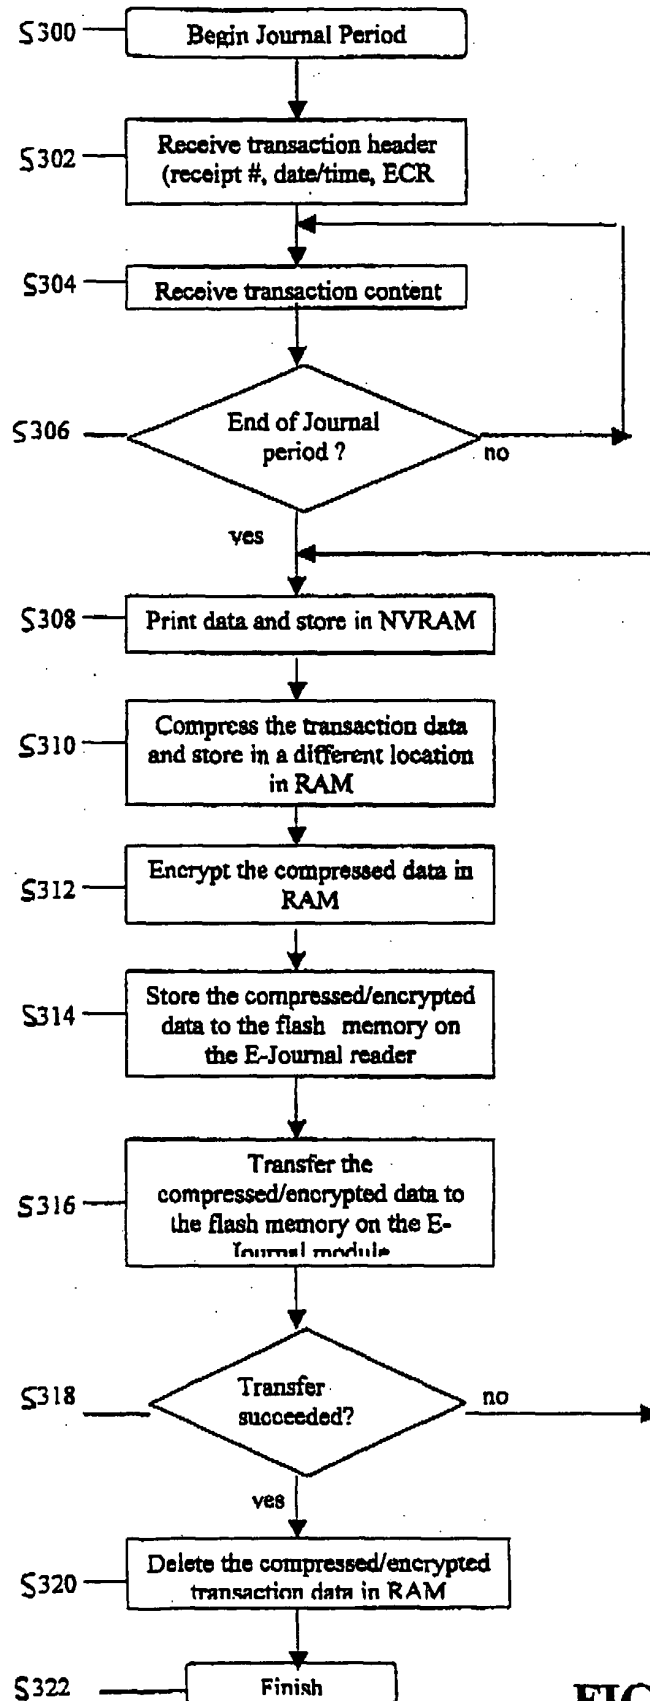 S300
Begin Journal Period
S302
Receive transaction header
(receipt #, date/time, ECR
S304
Receive transaction content
S306
End of Journal
period ?
no
yes
S308
Print data and store in NVRAM
S310
Compress the transaction data
and store in a different location
in RAM
S312
Encrypt the compressed data in
RAM
S314
Store the compressed/encrypted
data to the flash memory on
the E-Journal reader
S316
Transfer the
compressed/encrypted data to
the flash memory on the E-
Journal module
S318
Transfer
succeeded?
no
yes
S320
Delete the compressed/encrypted
transaction data in RAM
S322
Finish
FIG